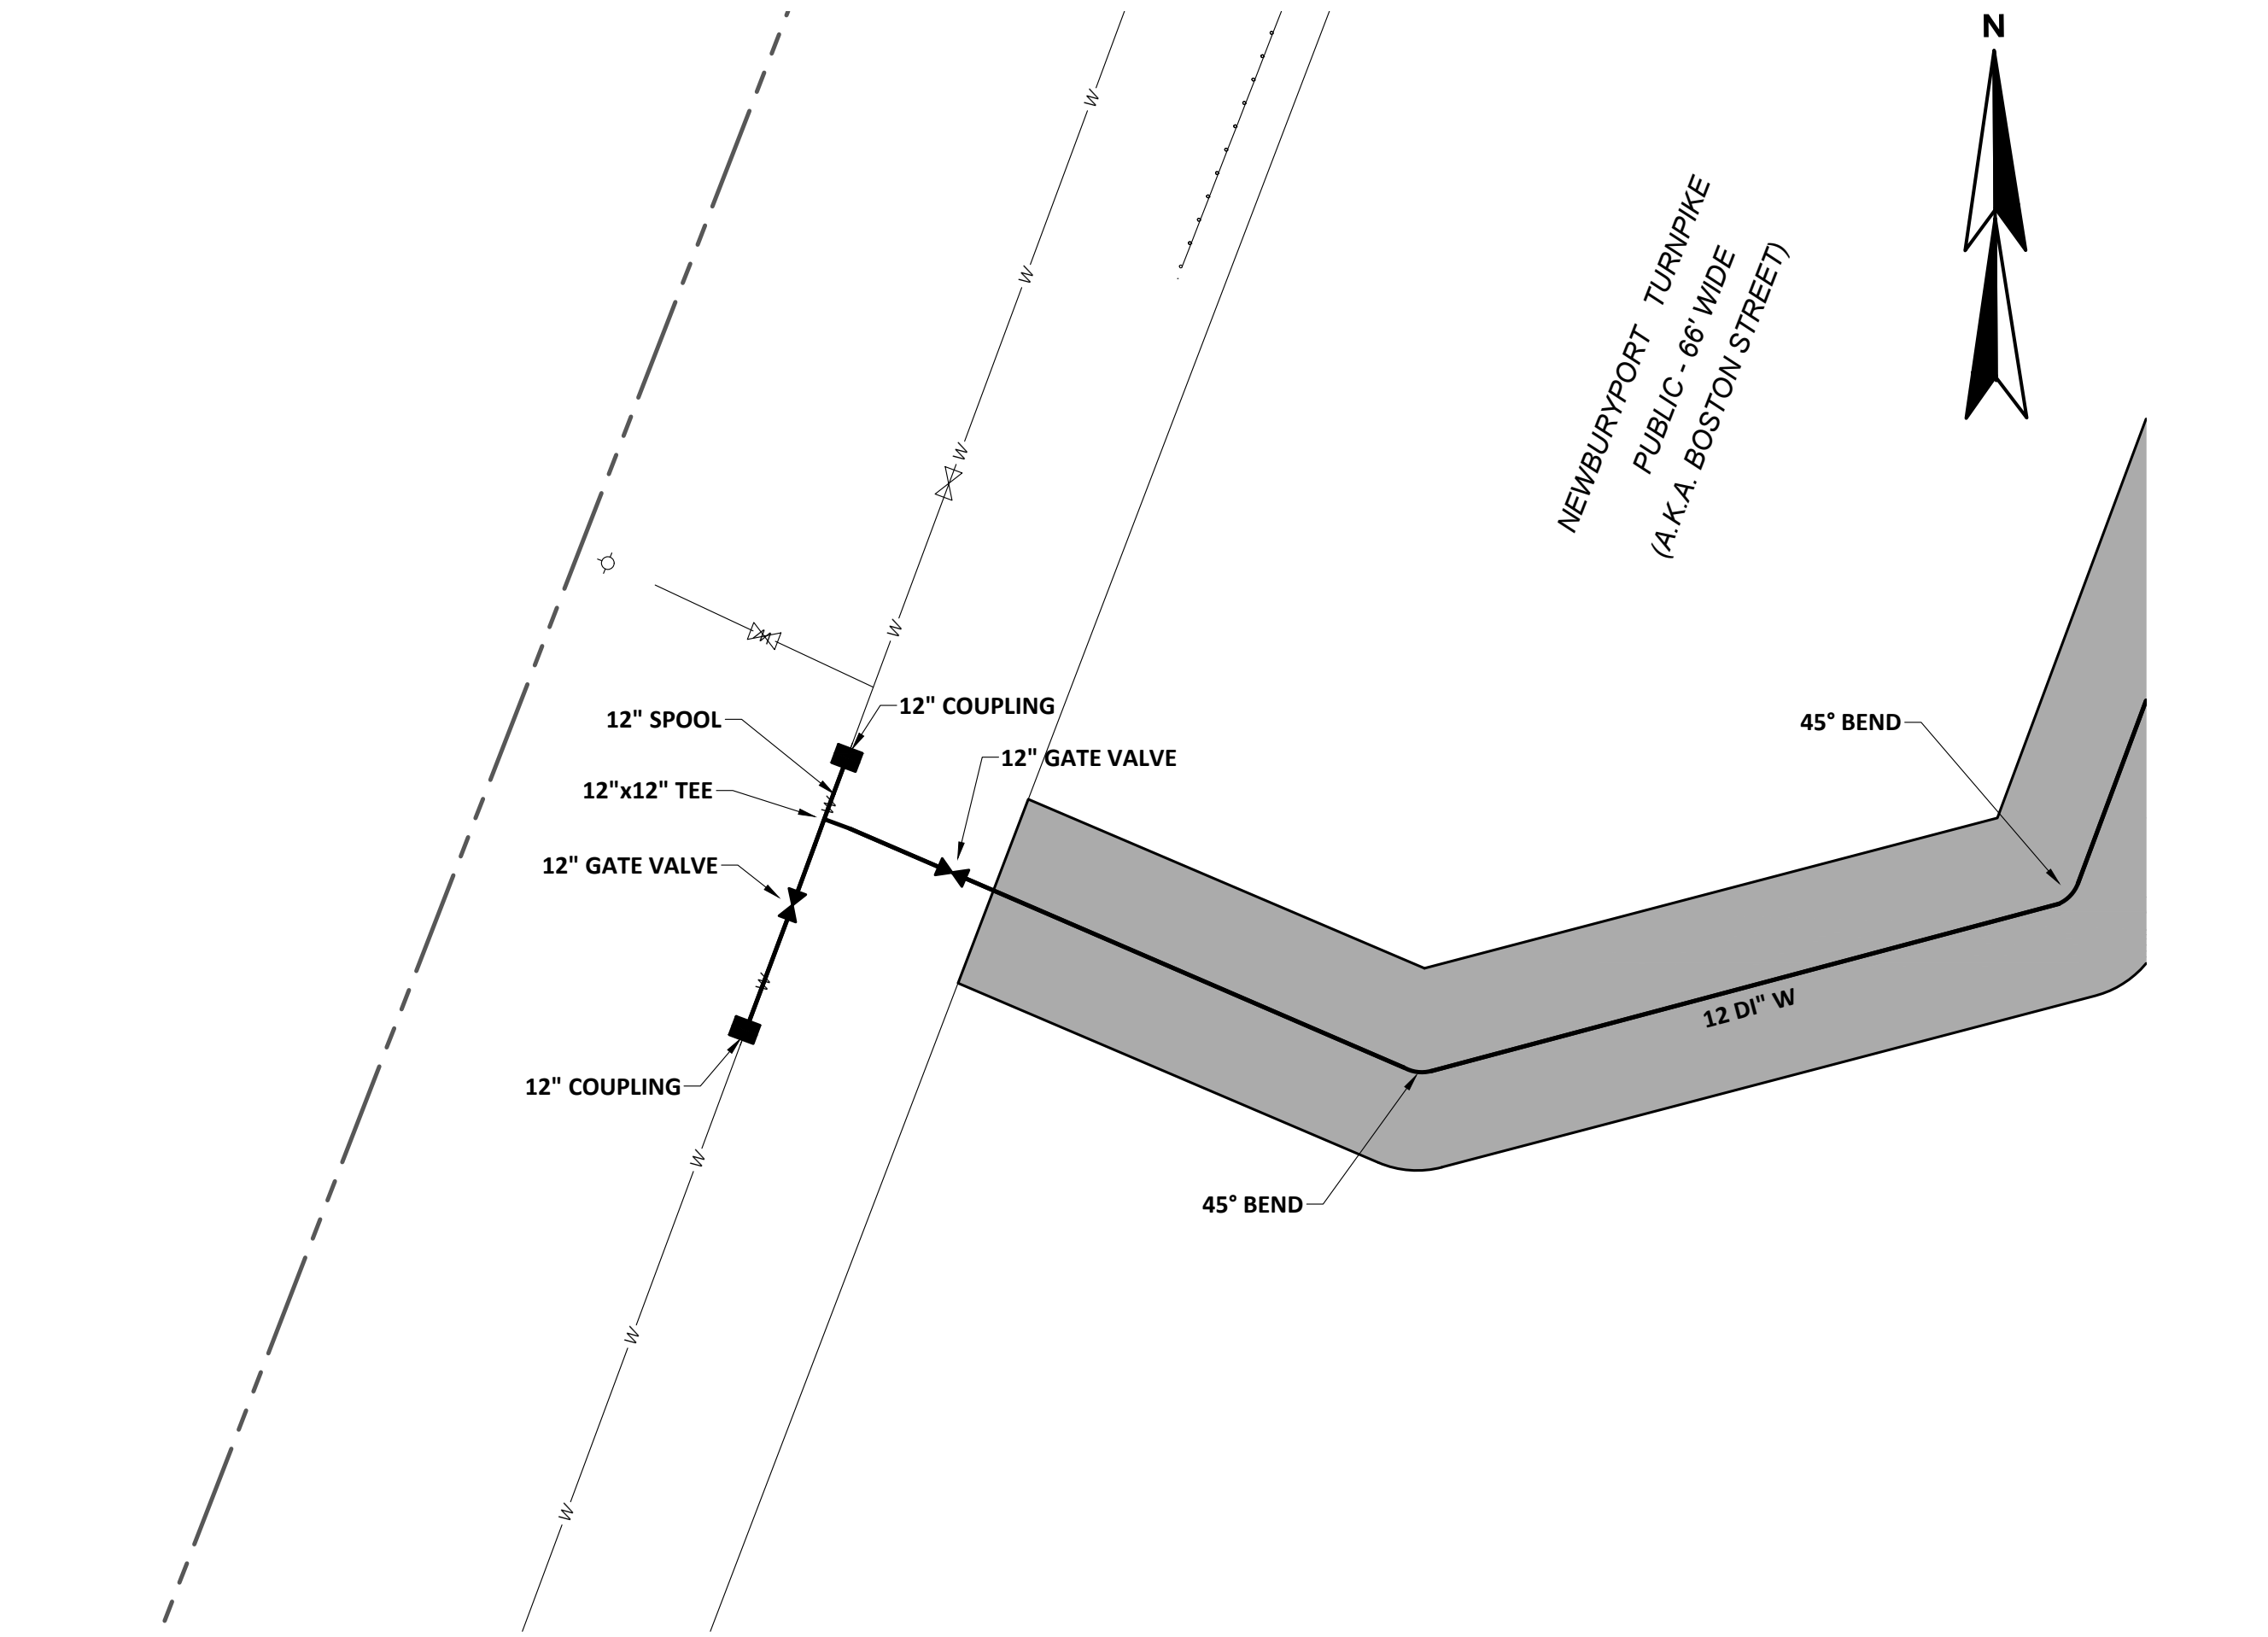 N
W
W
NEWBURYPORT TURNPIKE
PUBLIC - 66' WIDE
(A.K.A. BOSTON STREET)
W
W
W
12" COUPLING
12" SPOOL
45° BEND
12" GATE VALVE
12"x12" TEE
W
12" GATE VALVE
W
12 DI" W
12" COUPLING
W
45° BEND
W
W